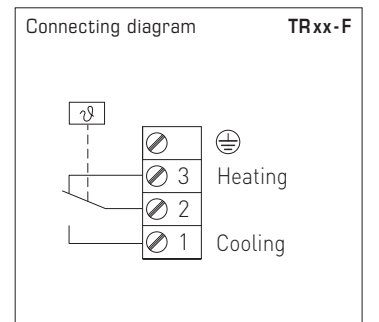 Connecting diagram TRxx-F
ϑ
3 Heating
2
1 Cooling